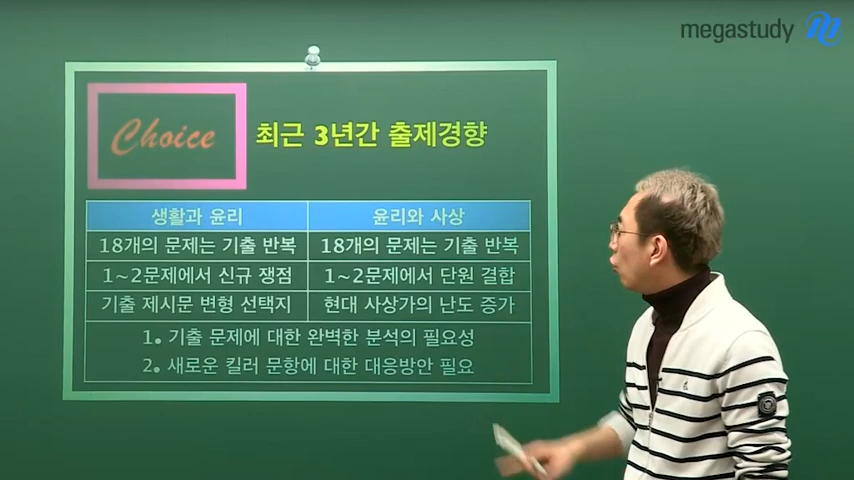 megastudy
Choice
최근 3년간 출제경향
생활과 윤리
윤리와 사상
18개의 문제는 기출 반복
18개의 문제는 기출 반복
1~2문제에서 신규 쟁점
1~2문제에서 단원 결합
기출 제시문 변형 선택지
현대 사상가의 난도 증가
1. 기출 문제에 대한 완벽한 분석의 필요성
2. 새로운 킬러 문항에 대한 대응방안 필요